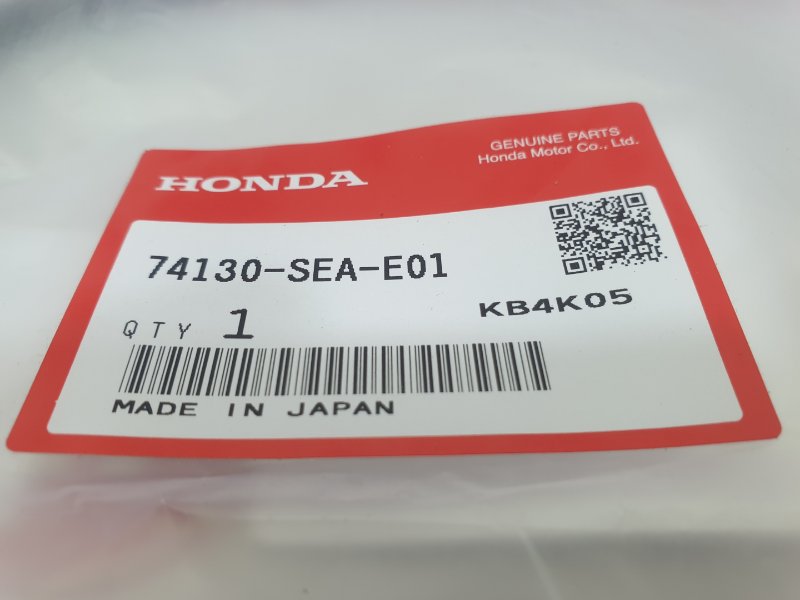 GENUINE PARTS
Honda Motor Co., Ltd.
HONDA
74130-SEA-E01
KB4K05
QTY 1
MADE IN JAPAN